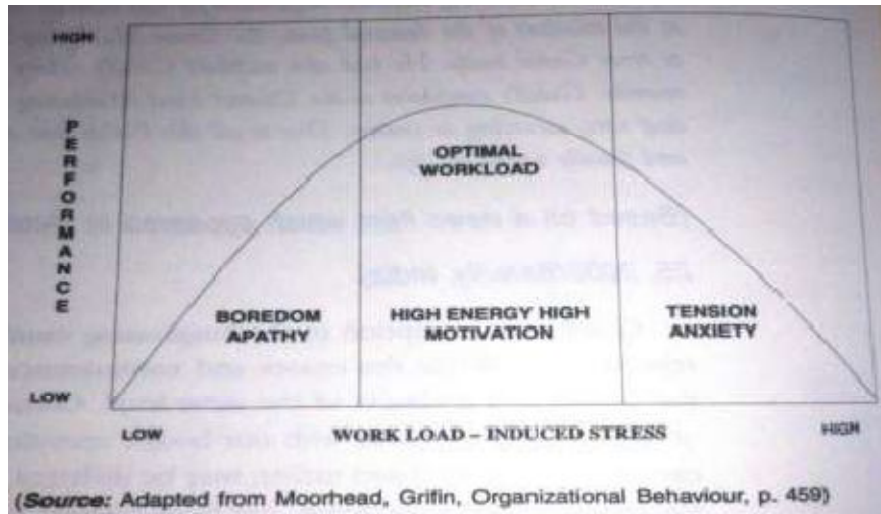 HIGH
PERFORMANCE
OPTIMAL
WORKLOAD
BOREDOM
APATHY
HIGH ENERGY HIGH
MOTIVATION
TENSION
ANXIETY
LOW
LOW
WORK LOAD – INDUCED STRESS
HIGH
(Source: Adapted from Moorhead, Grifin, Organizational Behaviour, p. 459)